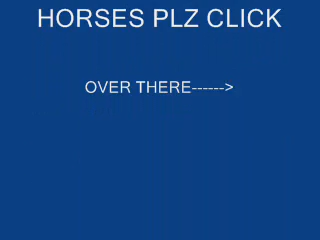 HORSES PLZ CLICK
OVER THERE------>